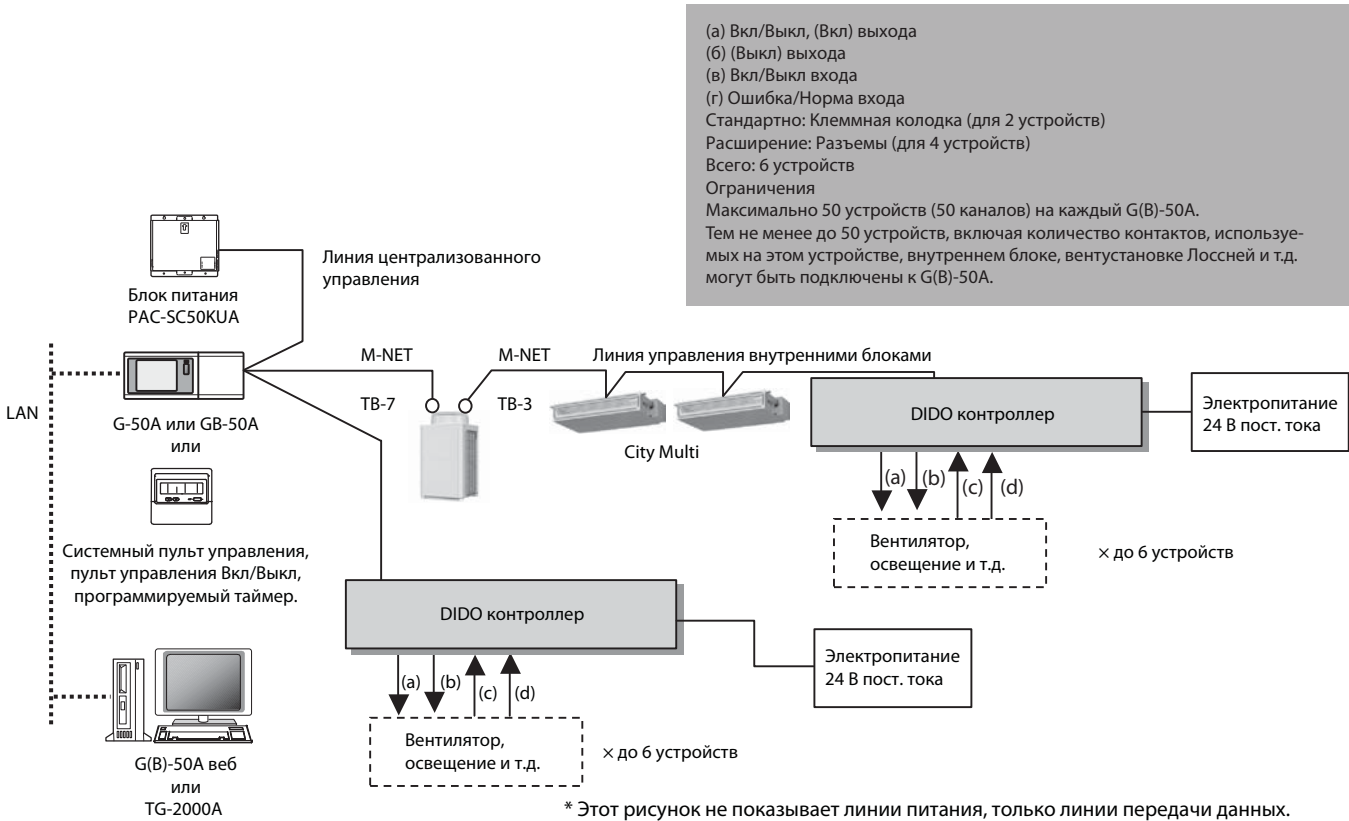 (а) Вкл/Выкл, (Вкл) выхода
(б) (Выкл) выхода
(в) Вкл/Выкл входа
(г) Ошибка/Норма входа
Стандартно: Клеммная колодка (для 2 устройств)
Расширение: Разъемы (для 4 устройств)
Всего: 6 устройств
Ограничения
Максимально 50 устройств (50 каналов) на каждый G(B)-50A.
Тем не менее до 50 устройств, включая количество контактов, используе-
мых на этом устройстве, внутреннем блоке, вентустановке Лоссней и т.д.
могут быть подключены к G(B)-50A.
Линия централизованного
управления
Блок питания
PAC-SC50KUA
LAN
G-50A или GB-50A
или
M-NET
M-NET
Линия управления внутренними блоками
TB-7
TB-3
City Multi
DIDO контроллер
Электропитание
24 В пост. тока
(a)
(b)
(c)
(d)
Вентилятор,
освещение и т.д.
× до 6 устройств
Системный пульт управления,
пульт управления Вкл/Выкл,
программируемый таймер.
DIDO контроллер
Электропитание
24 В пост. тока
(a)
(b)
(c)
(d)
Вентилятор,
освещение и т.д.
× до 6 устройств
G(B)-50A веб
или
TG-2000A
* Этот рисунок не показывает линии питания, только линии передачи данных.